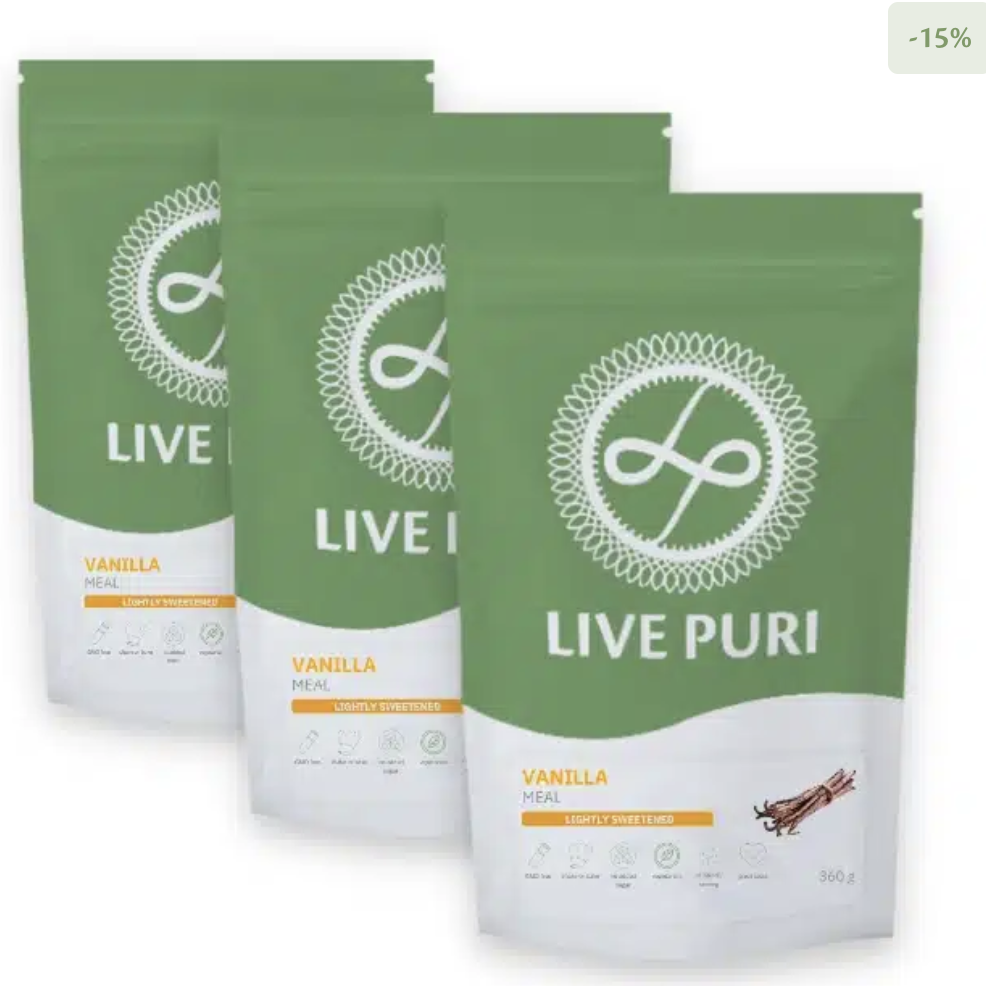 -15%
LIVE
VANILLA
MEAL
LIGHTLY SWEETENED
LIVE
VANILLA
MEAL
LIGHTLY SWEETENED
LIVE PURI
VANILLA
MEAL
LIGHTLY SWEETENED
360 g